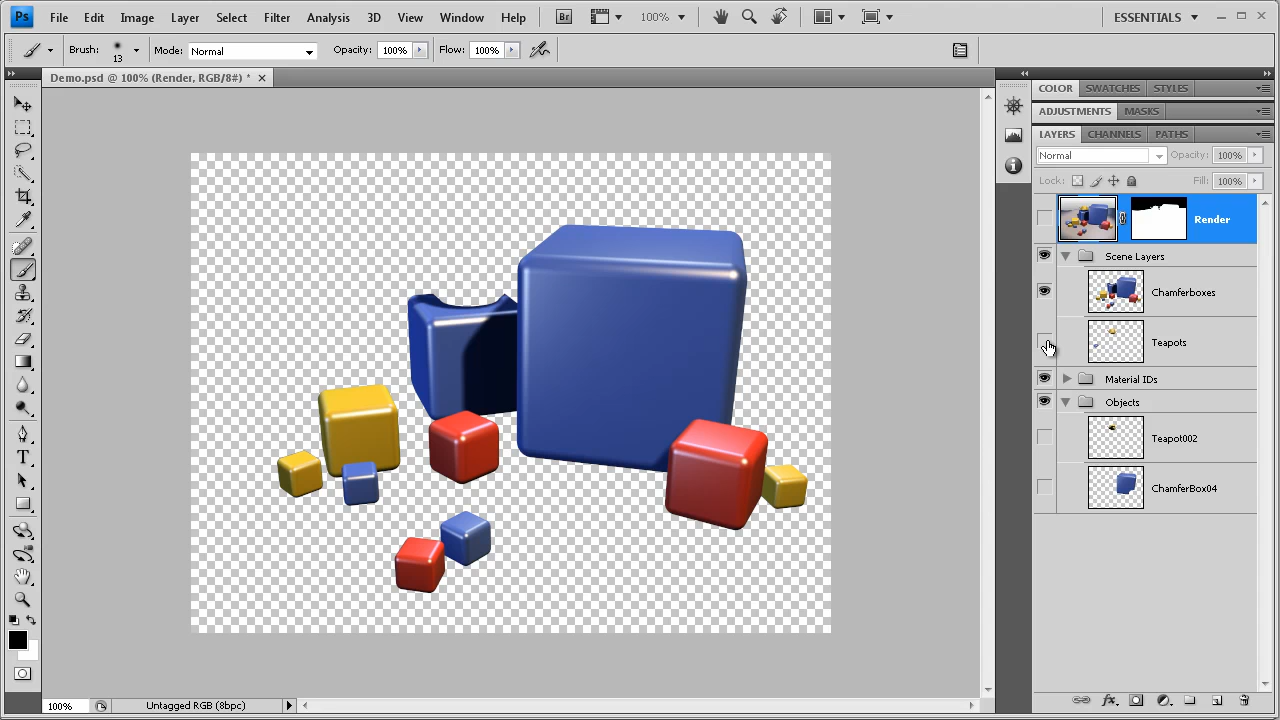 Ps File Edit Image Layer Select Filter Analysis 3D View Window Help Br 100% ESSENTIALS
Brush: 13 Mode: Normal Opacity: 100% Flow: 100%
Demo.psd @ 100% (Render, RGB/8#) *
COLOR SWATCHES STYLES
ADJUSTMENTS MASKS
LAYERS CHANNELS PATHS
Normal Opacity: 100%
Lock: Fill: 100%
Render
Scene Layers
Chamferboxes
Teapots
Material IDs
Objects
Teapot002
ChamferBox04
T
fx
100% Untagged RGB (8bpc)